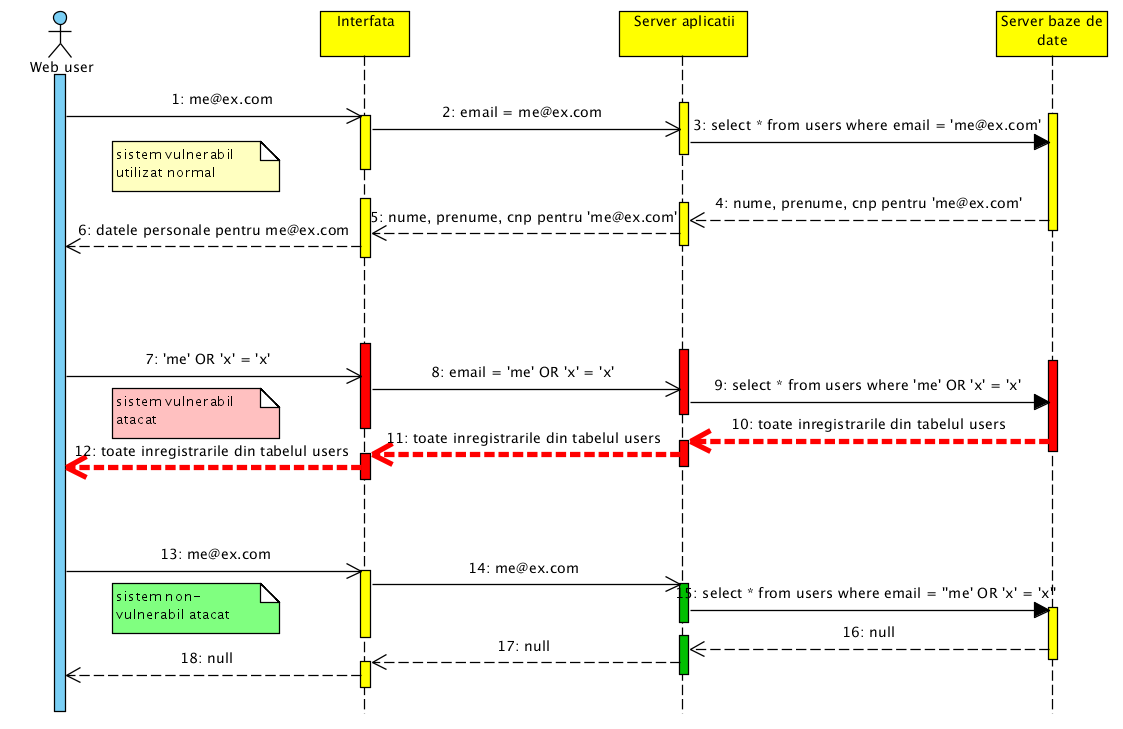 Web user
Interfata
Server aplicatii
Server baze de
date
1: me@ex.com
2: email = me@ex.com
3: select * from users where email = 'me@ex.com'
sistem vulnerabil
utilizat normal
4: nume, prenume, cnp pentru 'me@ex.com'
5: nume, prenume, cnp pentru 'me@ex.com'
6: datele personale pentru me@ex.com
7: 'me' OR 'x' = 'x'
8: email = 'me' OR 'x' = 'x'
9: select * from users where 'me' OR 'x' = 'x'
sistem vulnerabil
atacat
10: toate inregistrarile din tabelul users
11: toate inregistrarile din tabelul users
12: toate inregistrarile din tabelul users
13: me@ex.com
14: me@ex.com
15: select * from users where email = "me' OR 'x' = 'x"
sistem non-
vulnerabil atacat
16: null
17: null
18: null